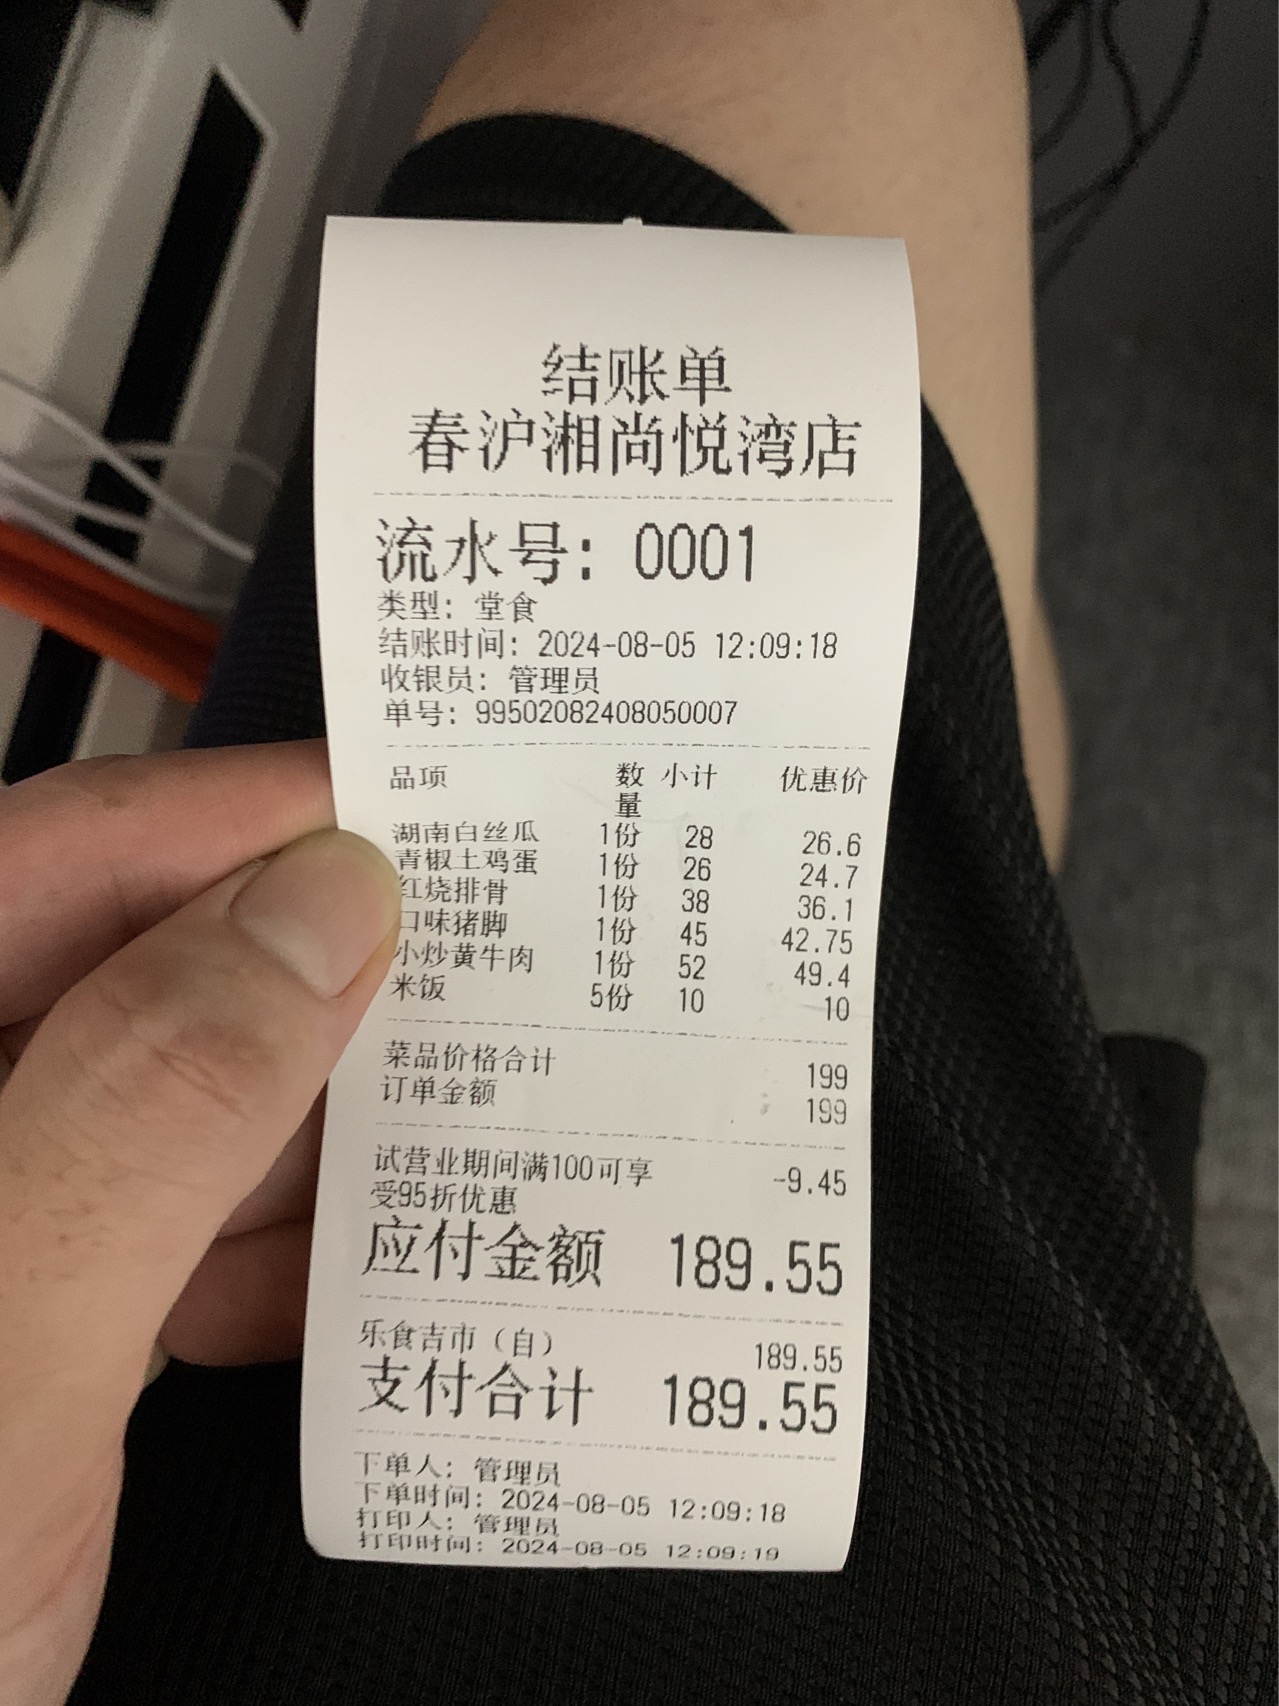 结账单
春沪湘尚悦湾店
流水号：0001
类型：堂食
结账时间：2024-08-05 12:09:18
收银员：管理员
单号：99502082408050007
品项 数量 小计 优惠价
湖南白丝瓜 1份 28 26.6
青椒土鸡蛋 1份 26 24.7
红烧排骨 1份 38 36.1
口味猪脚 1份 45 42.75
小炒黄牛肉 1份 52 49.4
米饭 5份 10 10
菜品价格合计 199
订单金额 199
试营业期间满100可享 -9.45
受95折优惠
应付金额 189.55
乐食吉市（自） 189.55
支付合计 189.55
下单人：管理员
下单时间：2024-08-05 12:09:18
打印人：管理员
打印时间：2024-08-05 12:09:19